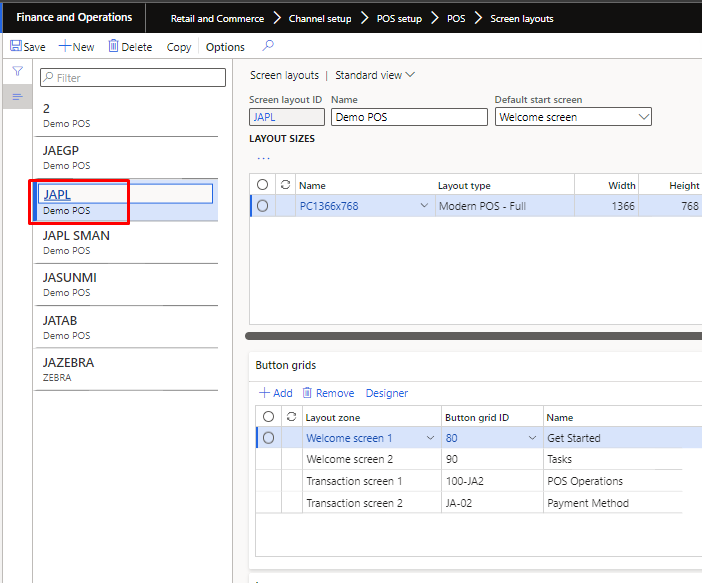 Finance and Operations
Retail and Commerce > Channel setup > POS setup > POS > Screen layouts
Save New Delete Copy Options
Filter
2
Demo POS
JAEGP
Demo POS
JAPL
Demo POS
JAPL SMAN
Demo POS
JASUNMI
Demo POS
JATAB
Demo POS
JAZEBRA
ZEBRA
Screen layouts | Standard view
Screen layout ID Name Default start screen
JAPL Demo POS Welcome screen
LAYOUT SIZES
...
Name Layout type Width Height
PC1366x768 Modern POS - Full 1366 768
Button grids
Add Remove Designer
Layout zone Button grid ID Name
Welcome screen 1 80 Get Started
Welcome screen 2 90 Tasks
Transaction screen 1 100-JA2 POS Operations
Transaction screen 2 JA-02 Payment Method